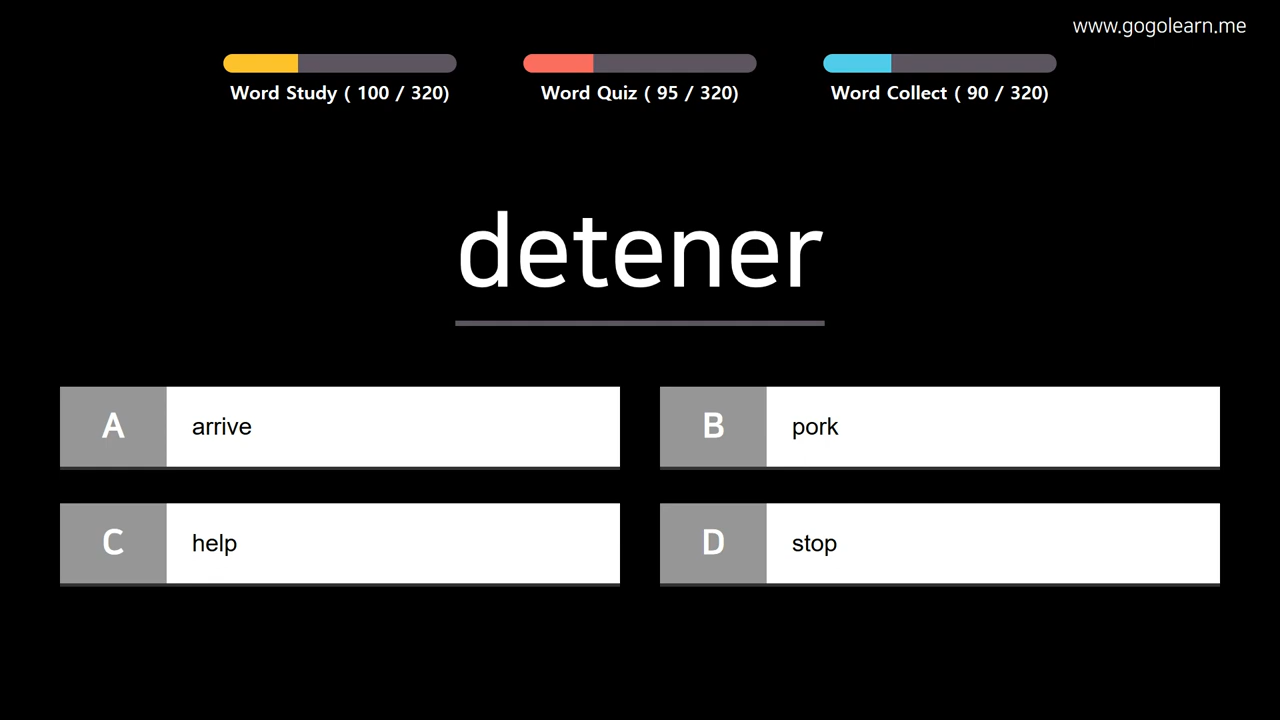 www.gogolearn.me
Word Study ( 100 / 320)
Word Quiz ( 95 / 320)
Word Collect ( 90 / 320)
detener
A arrive
B pork
C help
D stop